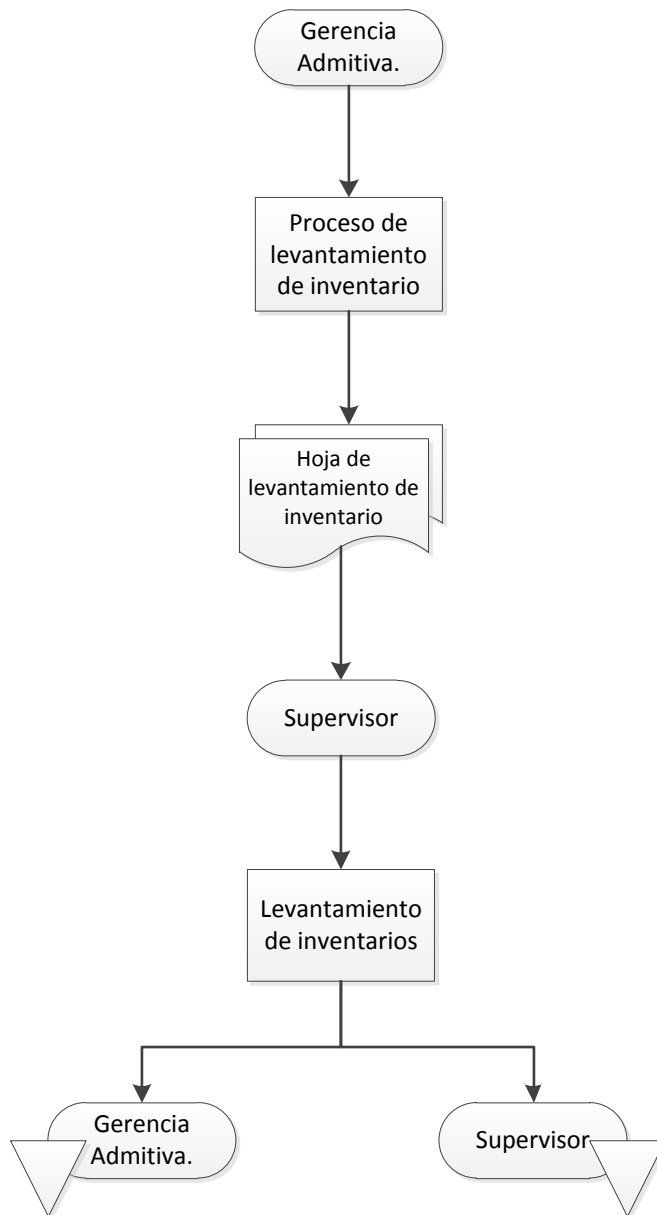 Gerencia
Admitiva.
Proceso de
levantamiento
de inventario
Hoja de
levantamiento de
inventario
Supervisor
Levantamiento
de inventarios
Gerencia
Admitiva.
Supervisor